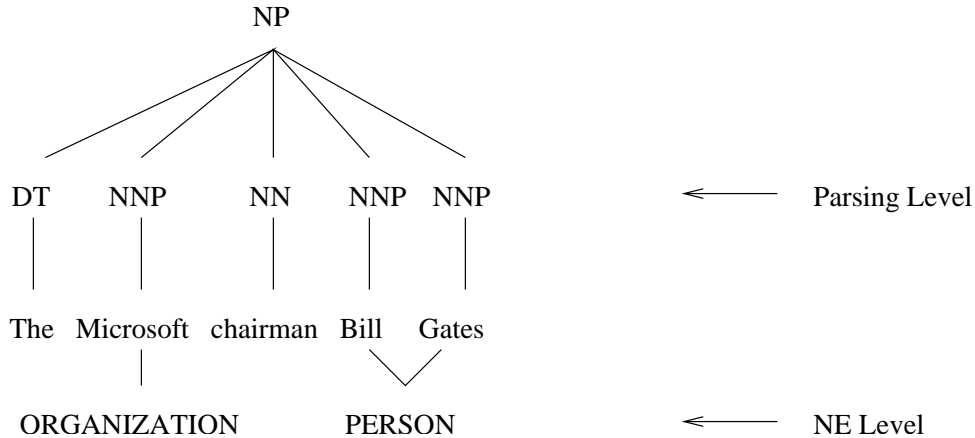 NP
DT NNP NN NNP NNP Parsing Level
The Microsoft chairman Bill Gates
ORGANIZATION PERSON NE Level